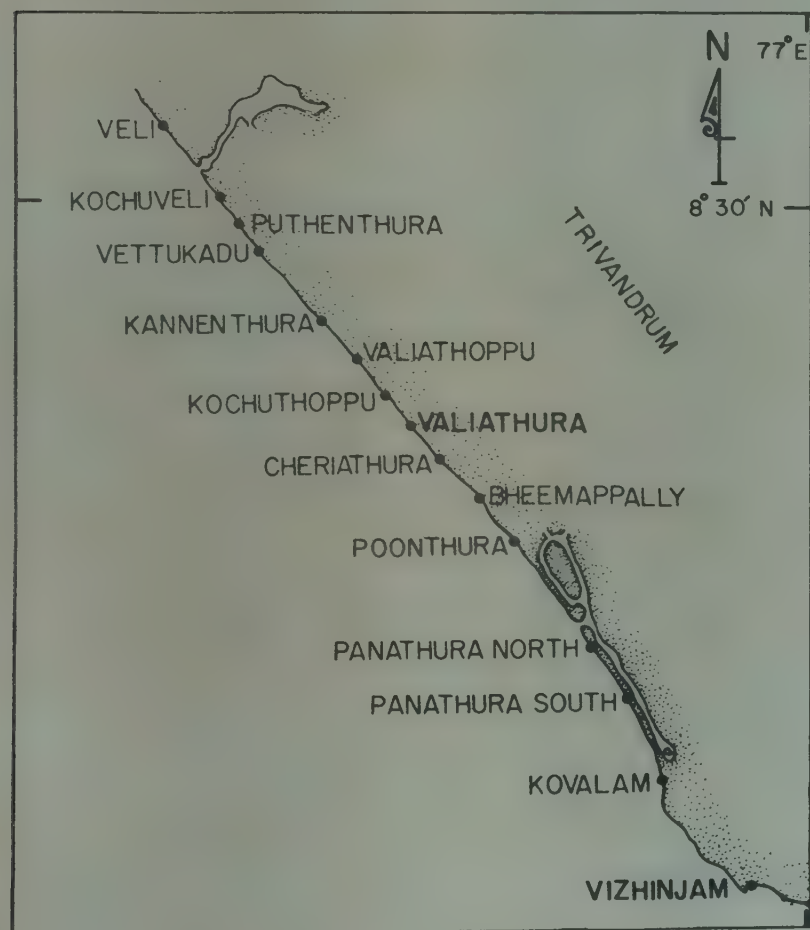 N 77°E
VELI
KOCHUVELI
8° 30′ N
PUTHENTHURA
VETTUKADU
TRIVANDRUM
KANNENTHURA
VALIATHOPPU
KOCHUTHOPPU
VALIATHURA
CHERIATHURA
BHEEMAPPALLY
POONTHURA
PANATHURA NORTH
PANATHURA SOUTH
KOVALAM
VIZHINJAM